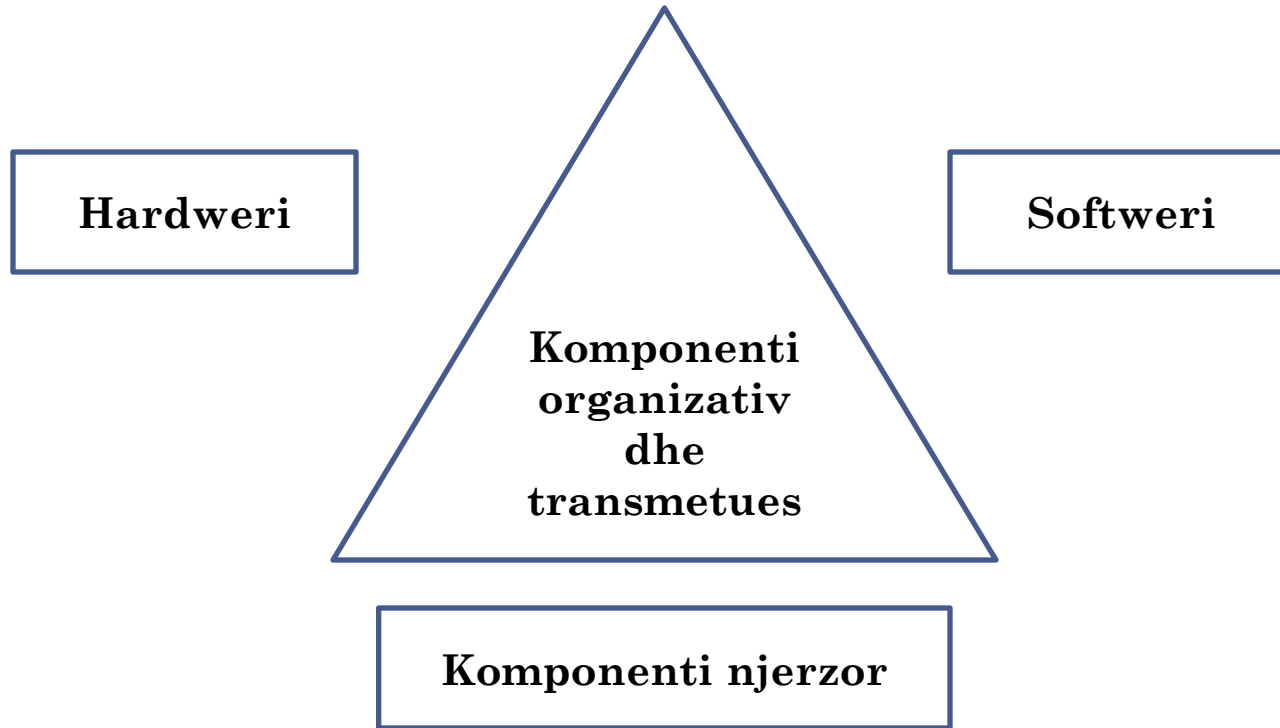 Hardweri
Softweri
Komponenti
organizativ
dhe
transmetues
Komponenti njerzor